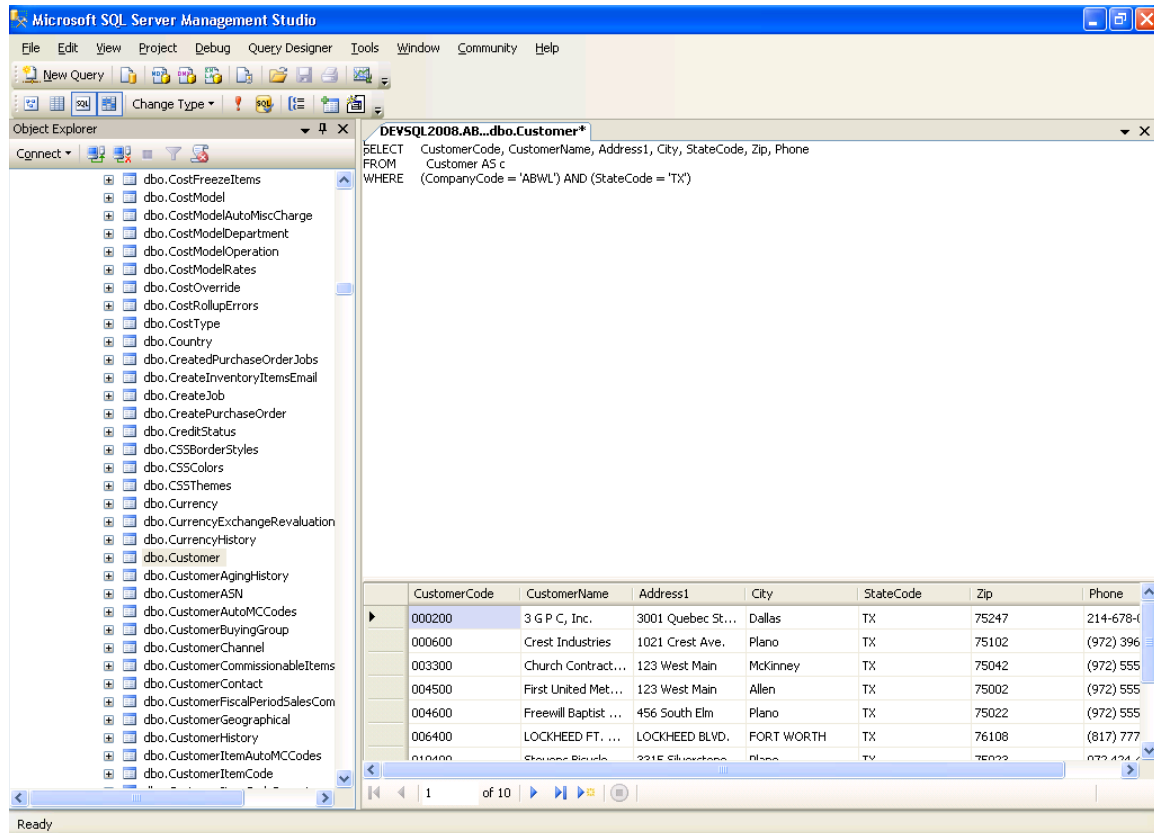 Microsoft SQL Server Management Studio
File Edit View Project Debug Query Designer Tools Window Community Help
New Query
Change Type
Object Explorer
Connect
dbo.CostFreezeItems
dbo.CostModel
dbo.CostModelAutoMiscCharge
dbo.CostModelDepartment
dbo.CostModelOperation
dbo.CostModelRates
dbo.CostOverride
dbo.CostRollupErrors
dbo.CostType
dbo.Country
dbo.CreatedPurchaseOrderJobs
dbo.CreateInventoryItemsEmail
dbo.CreateJob
dbo.CreatePurchaseOrder
dbo.CreditStatus
dbo.CSSBorderStyles
dbo.CSSColors
dbo.CSSThemes
dbo.Currency
dbo.CurrencyExchangeRevaluation
dbo.CurrencyHistory
dbo.Customer
dbo.CustomerAgingHistory
dbo.CustomerASN
dbo.CustomerAutoMCCodes
dbo.CustomerBuyingGroup
dbo.CustomerChannel
dbo.CustomerCommissionableItems
dbo.CustomerContact
dbo.CustomerFiscalPeriodSalesCom
dbo.CustomerGeographical
dbo.CustomerHistory
dbo.CustomerItemAutoMCCodes
dbo.CustomerItemCode
DEVSQL2008.AB...dbo.Customer*
SELECT CustomerCode, CustomerName, Address1, City, StateCode, Zip, Phone
FROM Customer AS c
WHERE (CompanyCode = 'ABWL') AND (StateCode = 'TX')
CustomerCode CustomerName Address1 City StateCode Zip Phone
000200 3 G P C, Inc. 3001 Quebec St... Dallas TX 75247 214-678-
000600 Crest Industries 1021 Crest Ave. Plano TX 75102 (972) 396
003300 Church Contract... 123 West Main McKinney TX 75042 (972) 555
004500 First United Met... 123 West Main Allen TX 75002 (972) 555
004600 Freewill Baptist ... 456 South Elm Plano TX 75022 (972) 555
006400 LOCKHEED FT. ... LOCKHEED BLVD. FORT WORTH TX 76108 (817) 777
Plano TX
1 of 10
Ready